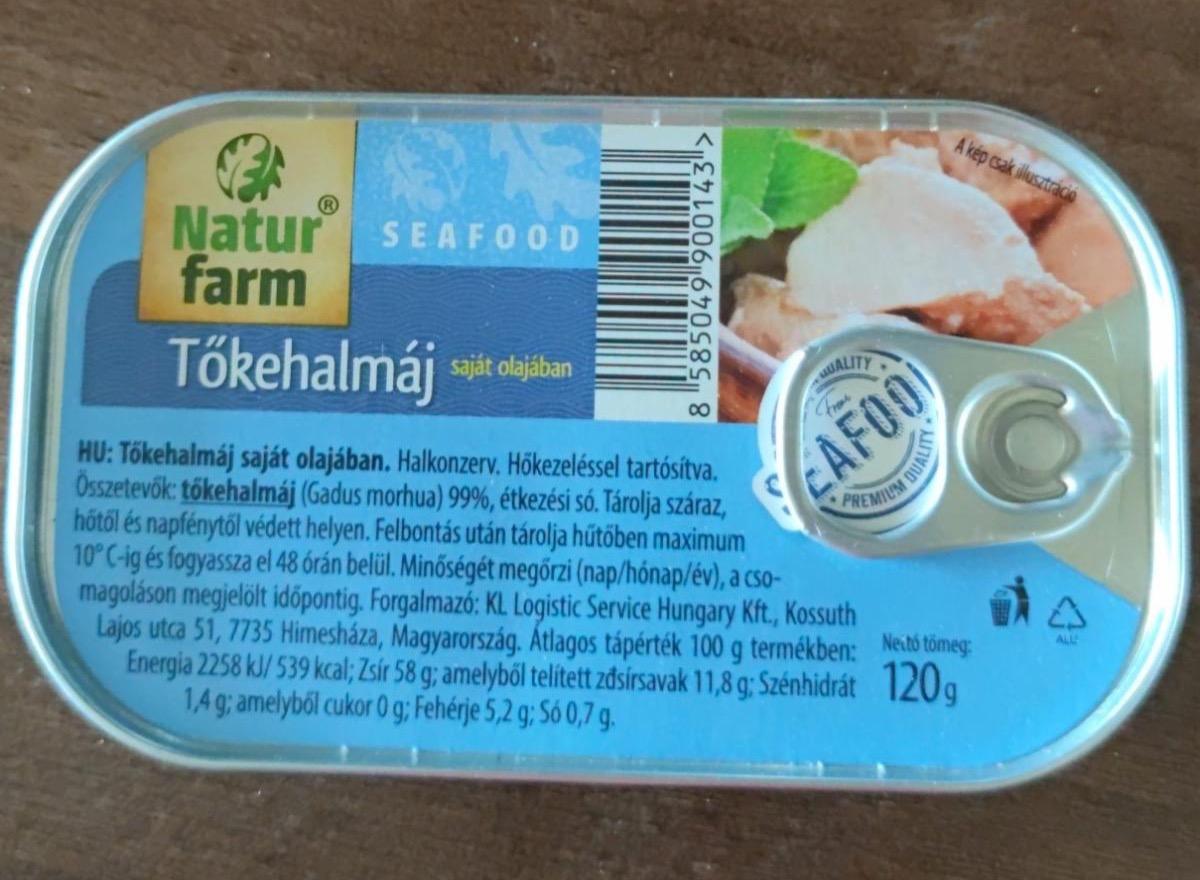 Natur®
farm
SEAFOOD
Tőkehalmáj saját olajában
8 585049 900143 >
A kép csak illusztráció
QUALITY
From
SEAFOO
PREMIUM QUALITY
HU: Tőkehalmáj saját olajában. Halkonzerv. Hőkezeléssel tartósítva.
Összetevők: tőkehalmáj (Gadus morhua) 99%, étkezési só. Tárolja száraz,
hőtől és napfénytől védett helyen. Felbontás után tárolja hűtőben maximum
10° C-ig és fogyassza el 48 órán belül. Minőségét megőrzi (nap/hónap/év), a cso-
magoláson megjelölt időpontig. Forgalmazó: KL Logistic Service Hungary Kft., Kossuth
Lajos utca 51, 7735 Himesháza, Magyarország. Átlagos tápérték 100 g termékben:
Energia 2258 kJ/ 539 kcal; Zsír 58 g; amelyből telített zdsírsavak 11,8 g; Szénhidrát
1,4 g; amelyből cukor 0 g; Fehérje 5,2 g; Só 0,7 g.
Nettó tömeg:
120 g